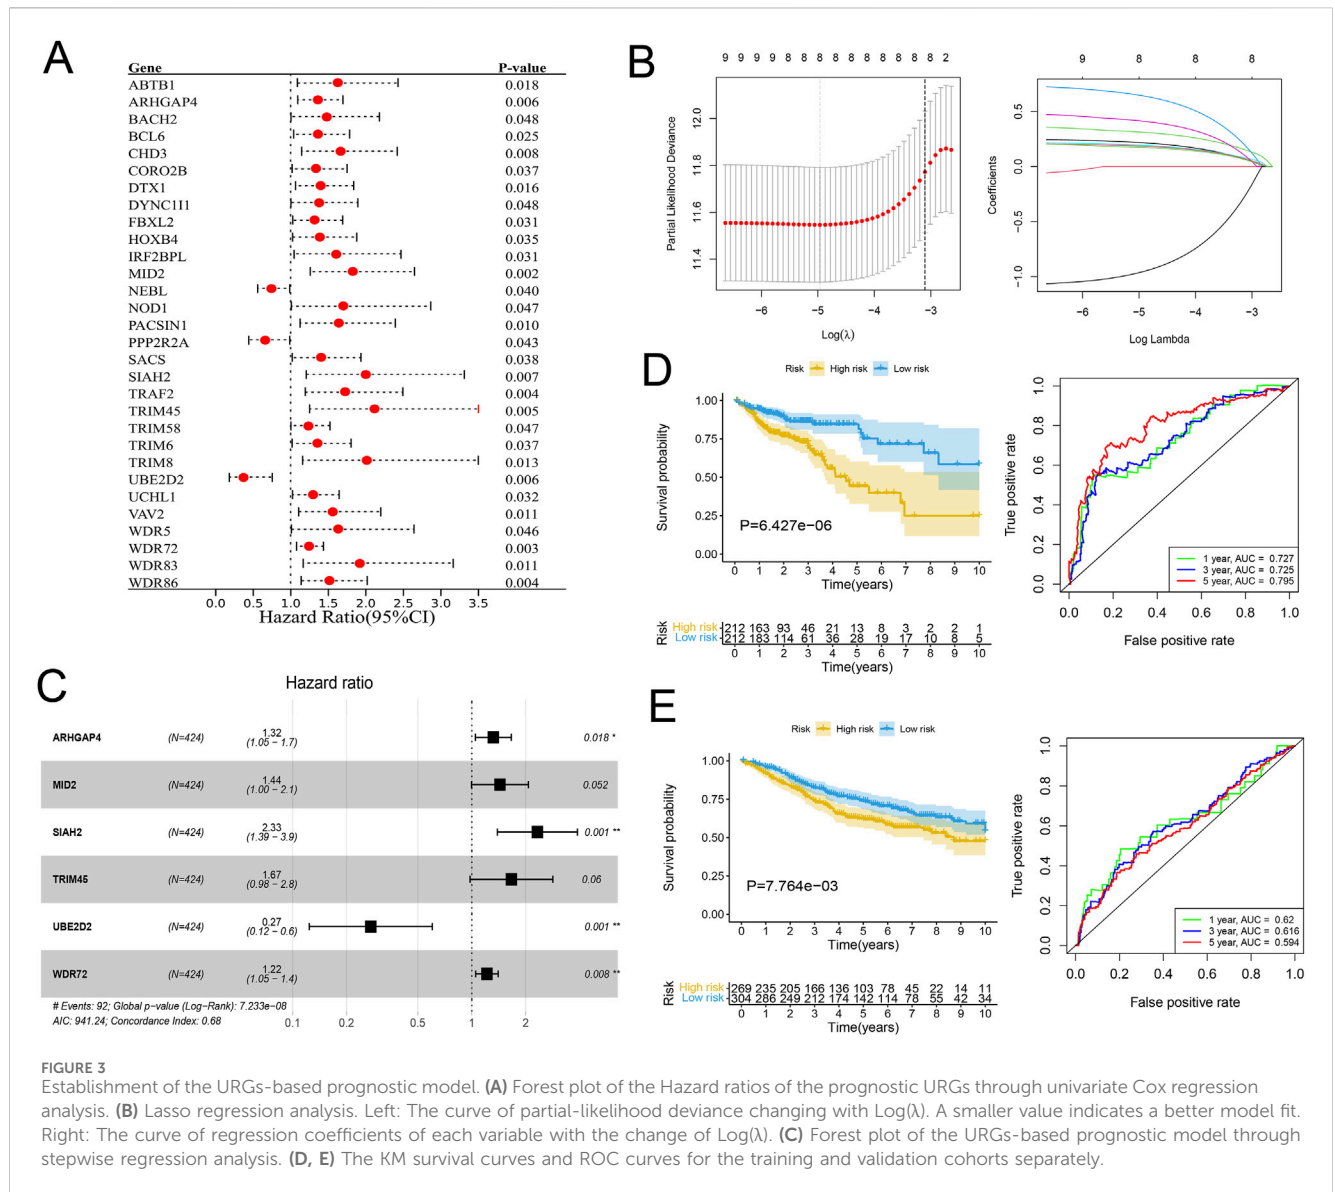 A
Gene P-value
ABTB1 0.018
ARHGAP4 0.006
BACH2 0.048
BCL6 0.025
CHD3 0.008
CORO2B 0.037
DTX1 0.016
DYNC1I1 0.048
FBXL2 0.031
HOXB4 0.035
IRF2BPL 0.031
MID2 0.002
NEBL 0.040
NOD1 0.047
PACSIN1 0.010
PPP2R2A 0.043
SACS 0.038
SIAH2 0.007
TRAF2 0.004
TRIM45 0.005
TRIM58 0.047
TRIM6 0.037
TRIM8 0.013
UBE2D2 0.006
UCHL1 0.032
VAV2 0.011
WDR5 0.046
WDR72 0.003
WDR83 0.011
WDR86 0.004
0.0 0.5 1.0 1.5 2.0 2.5 3.0 3.5
Hazard Ratio(95%CI)
B
9 9 9 9 9 8 8 8 8 8 8 8 8 8 2
Partial Likelihood Deviance
12.0
11.8
11.6
11.4
−6 −5 −4 −3
Log(λ)
9 8 8 8
Coefficients
0.5
0.0
−0.5
−1.0
−6 −5 −4 −3
Log Lambda
C
Hazard ratio
ARHGAP4 (N=424) 1.32 (1.05 − 1.7) 0.018 *
MID2 (N=424) 1.44 (1.00 − 2.1) 0.052
SIAH2 (N=424) 2.33 (1.39 − 3.9) 0.001 **
TRIM45 (N=424) 1.67 (0.98 − 2.8) 0.06
UBE2D2 (N=424) 0.27 (0.12 − 0.6) 0.001 **
WDR72 (N=424) 1.22 (1.05 − 1.4) 0.008 **
# Events: 92; Global p−value (Log−Rank): 7.233e−08
AIC: 941.24; Concordance Index: 0.68
0.1 0.2 0.5 1 2
D
Risk High risk Low risk
Survival probability
1.00
0.75
0.50
0.25
0.00
P=6.427e−06
0 1 2 3 4 5 6 7 8 9 10
Time(years)
Risk
High risk 212 163 93 46 21 13 8 3 2 2 1
Low risk 212 183 114 61 36 28 19 17 10 8 5
0 1 2 3 4 5 6 7 8 9 10
Time(years)
True positive rate
1.0
0.8
0.6
0.4
0.2
0.0
1 year, AUC = 0.727
3 year, AUC = 0.725
5 year, AUC = 0.795
0.0 0.2 0.4 0.6 0.8 1.0
False positive rate
E
Risk High risk Low risk
Survival probability
1.00
0.75
0.50
0.25
0.00
P=7.764e−03
0 1 2 3 4 5 6 7 8 9 10
Time(years)
Risk
High risk 269 235 205 166 136 103 78 45 22 14 11
Low risk 304 286 249 212 174 142 114 78 55 42 34
0 1 2 3 4 5 6 7 8 9 10
Time(years)
True positive rate
1.0
0.8
0.6
0.4
0.2
0.0
1 year, AUC = 0.62
3 year, AUC = 0.616
5 year, AUC = 0.594
0.0 0.2 0.4 0.6 0.8 1.0
False positive rate
FIGURE 3
Establishment of the URGs-based prognostic model. (A) Forest plot of the Hazard ratios of the prognostic URGs through univariate Cox regression
analysis. (B) Lasso regression analysis. Left: The curve of partial-likelihood deviance changing with Log(λ). A smaller value indicates a better model fit.
Right: The curve of regression coefficients of each variable with the change of Log(λ). (C) Forest plot of the URGs-based prognostic model through
stepwise regression analysis. (D, E) The KM survival curves and ROC curves for the training and validation cohorts separately.